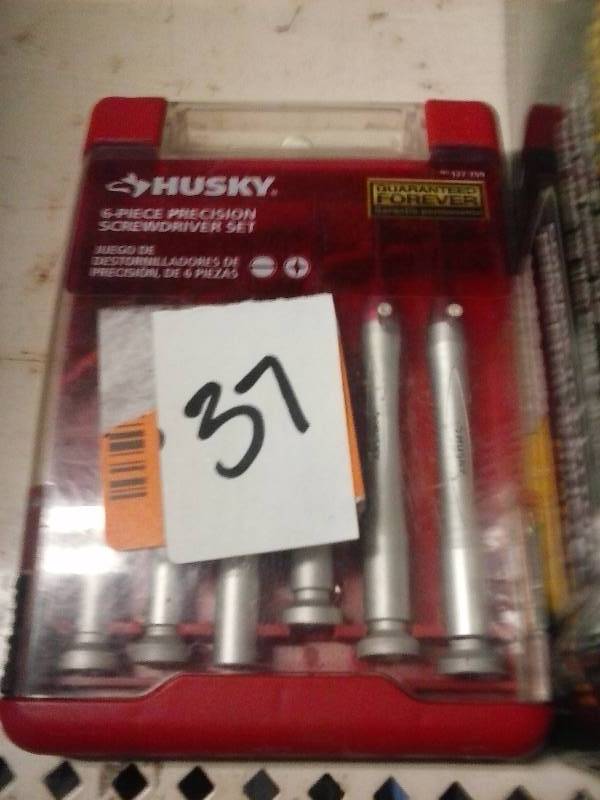 HUSKY
GUARANTEED
FOREVER
6-PIECE PRECISION
SCREWDRIVER SET
JUEGO DE
DESTORNILLADORES DE
PRECISIÓN, DE 6 PIEZAS
37